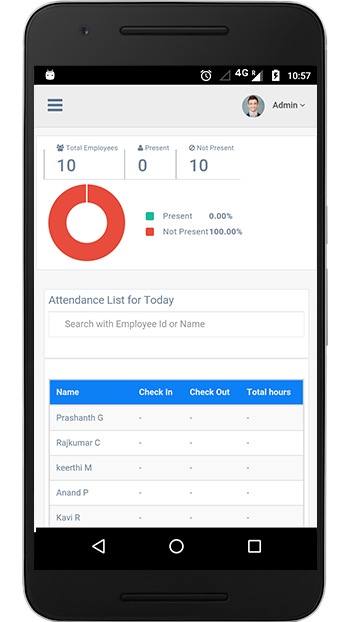 4G R 10:57
Admin
Total Employees Present Not Present
10 0 10
Present 0.00%
Not Present 100.00%
Attendance List for Today
Search with Employee Id or Name
Name Check In Check Out Total hours
Prashanth G - - -
Rajkumar C - - -
keerthi M - - -
Anand P - - -
Kavi R - - -